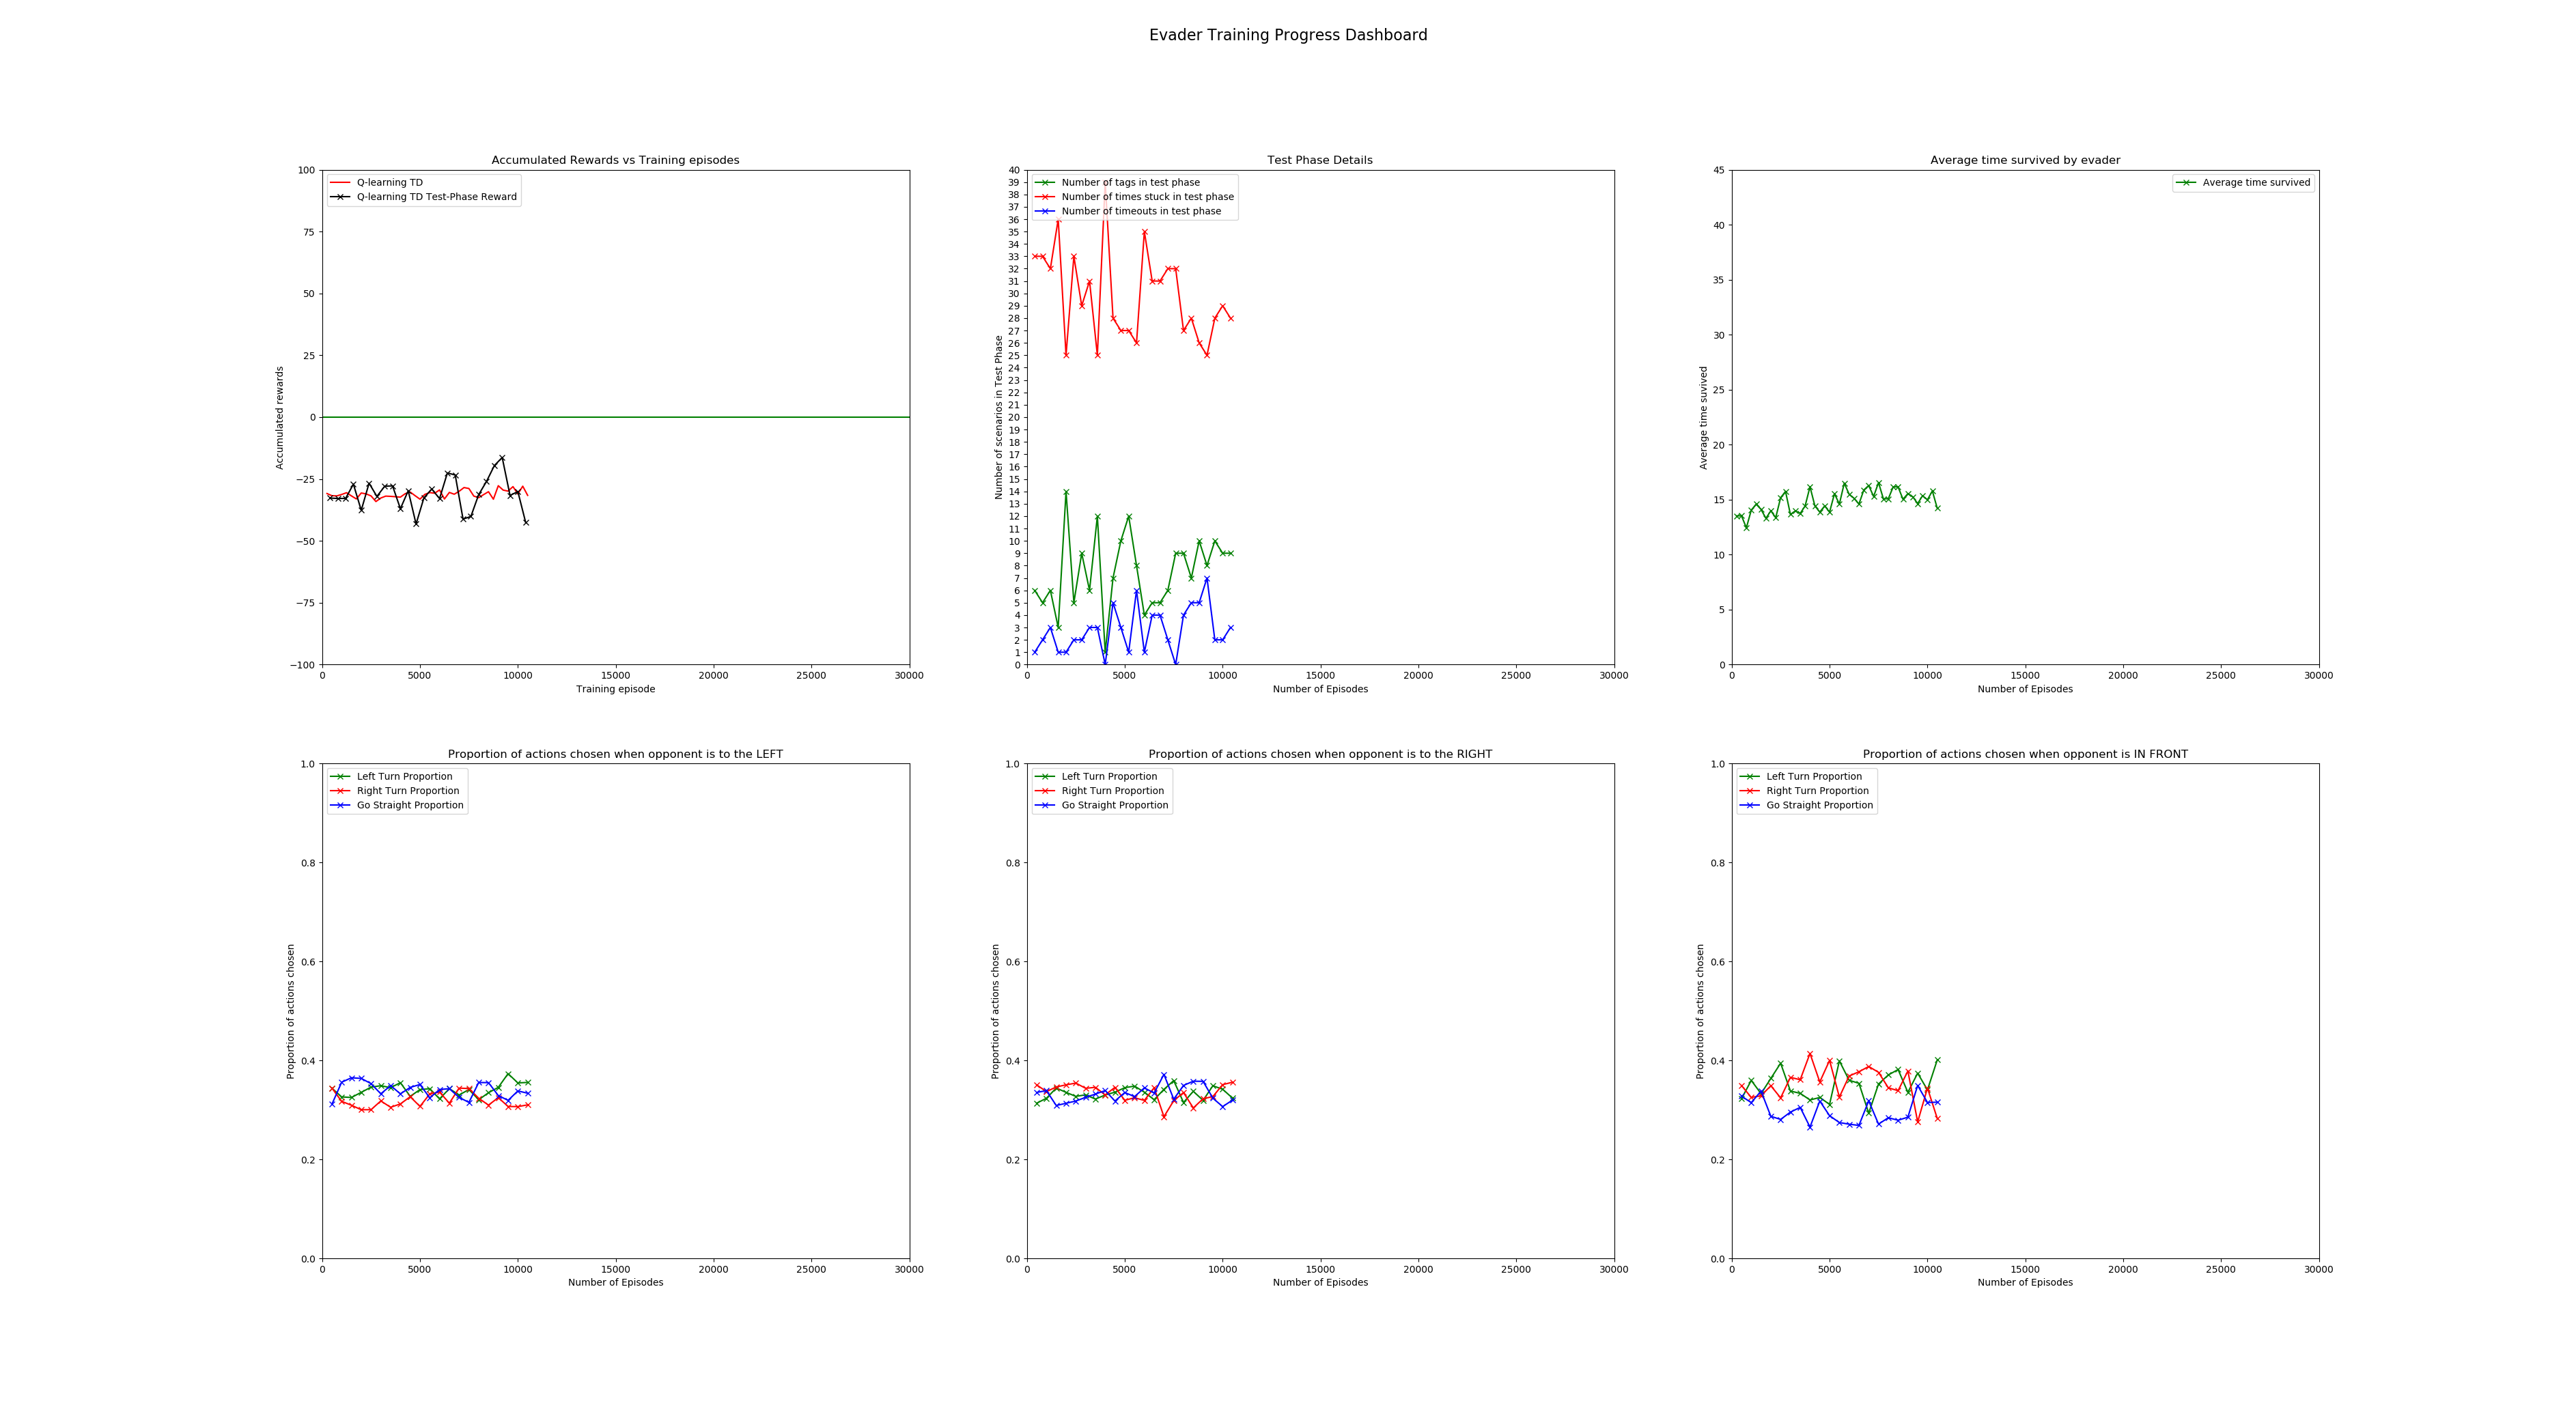 Evader Training Progress Dashboard
Accumulated Rewards vs Training episodes
Q-learning TD
Q-learning TD Test-Phase Reward
100
75
50
25
0
−25
−50
−75
−100
Accumulated rewards
0 5000 10000 15000 20000 25000 30000
Training episode
Test Phase Details
Number of tags in test phase
Number of times stuck in test phase
Number of timeouts in test phase
40
39
38
37
36
35
34
33
32
31
30
29
28
27
26
25
24
23
22
21
20
19
18
17
16
15
14
13
12
11
10
9
8
7
6
5
4
3
2
1
0
Number of scenarios in Test Phase
0 5000 10000 15000 20000 25000 30000
Number of Episodes
Average time survived by evader
Average time survived
45
40
35
30
25
20
15
10
5
0
Average time suvived
0 5000 10000 15000 20000 25000 30000
Number of Episodes
Proportion of actions chosen when opponent is to the LEFT
Left Turn Proportion
Right Turn Proportion
Go Straight Proportion
1.0
0.8
0.6
0.4
0.2
0.0
Proportion of actions chosen
0 5000 10000 15000 20000 25000 30000
Number of Episodes
Proportion of actions chosen when opponent is to the RIGHT
Left Turn Proportion
Right Turn Proportion
Go Straight Proportion
1.0
0.8
0.6
0.4
0.2
0.0
Proportion of actions chosen
0 5000 10000 15000 20000 25000 30000
Number of Episodes
Proportion of actions chosen when opponent is IN FRONT
Left Turn Proportion
Right Turn Proportion
Go Straight Proportion
1.0
0.8
0.6
0.4
0.2
0.0
Proportion of actions chosen
0 5000 10000 15000 20000 25000 30000
Number of Episodes